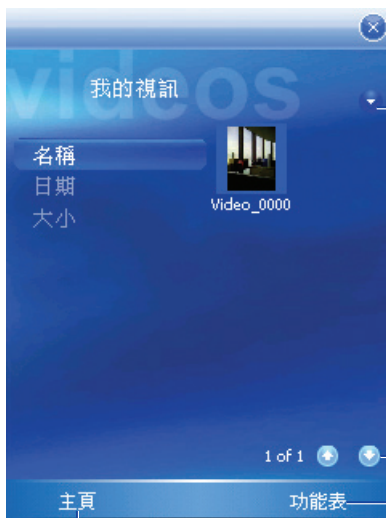 videos
我的視訊
名稱
日期
大小
Video_0000
1 of 1
主頁
功能表